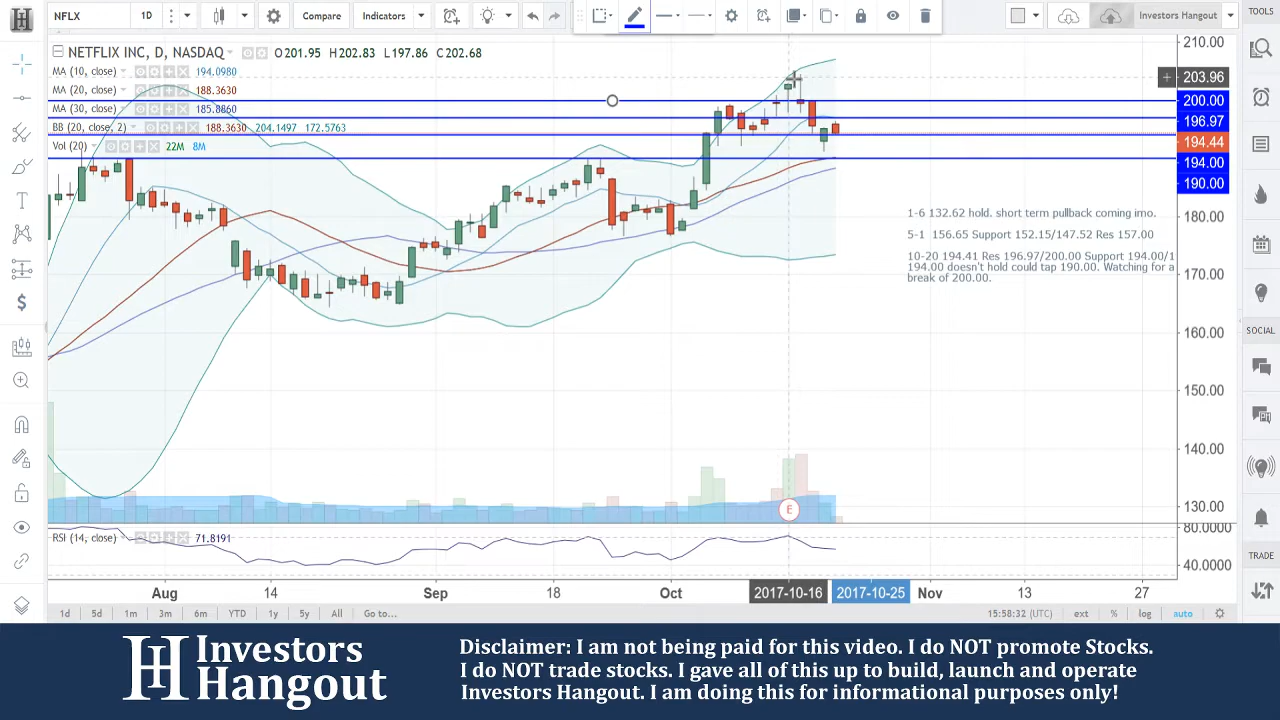 NFLX 1D Compare Indicators Investors Hangout TOOLS
NETFLIX INC, D, NASDAQ O201.95 H202.83 L197.86 C202.68
MA (10, close) 194.0980
MA (20, close) 188.3630
MA (30, close) 185.8860
BB (20, close, 2) 188.3630 204.1497 172.5763
Vol (20) 22M 8M
210.00
203.96
200.00
196.97
194.44
194.00
190.00
180.00
170.00
160.00
150.00
140.00
130.00
1-6 132.62 hold. short term pullback coming imo.
5-1 156.65 Support 152.15/147.52 Res 157.00
10-20 194.41 Res 196.97/200.00 Support 194.00/1
194.00 doesn't hold could tap 190.00. Watching for a
break of 200.00.
SOCIAL
E
RSI (14, close) 71.8191
80.0000
40.0000
TRADE
Aug 14 Sep 18 Oct 2017-10-16 2017-10-25 Nov 13 27
1d 5d 1m 3m 6m YTD 1y 5y All Go to... 15:58:32 (UTC) ext % log auto
Investors
Hangout
Disclaimer: I am not being paid for this video. I do NOT promote Stocks.
I do NOT trade stocks. I gave all of this up to build, launch and operate
Investors Hangout. I am doing this for informational purposes only!